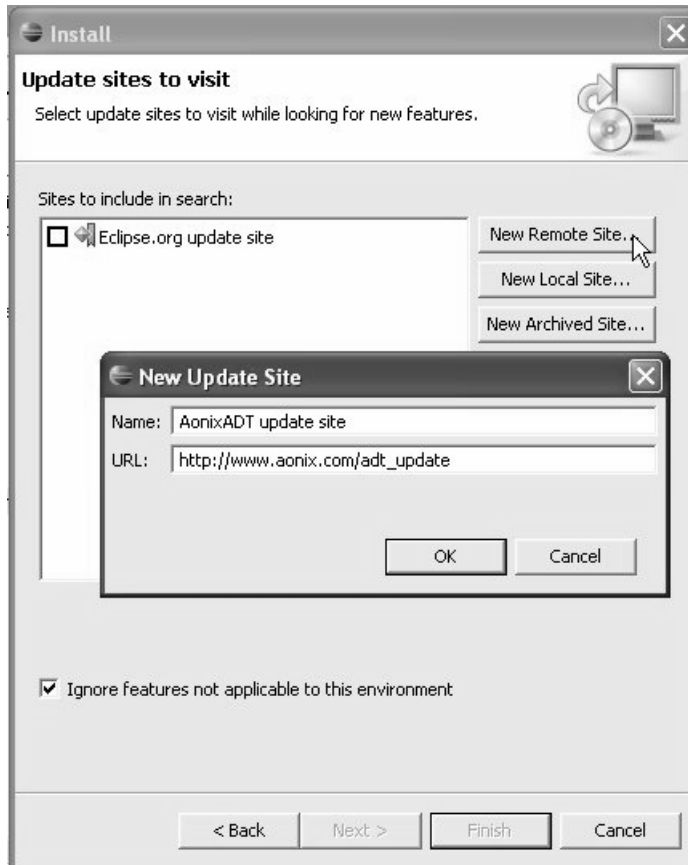 Install
Update sites to visit
Select update sites to visit while looking for new features.
Sites to include in search:
Eclipse.org update site
New Remote Site...
New Local Site...
New Archived Site...
New Update Site
Name: AonixADT update site
URL: http://www.aonix.com/adt_update
OK Cancel
Ignore features not applicable to this environment
< Back Next > Finish Cancel